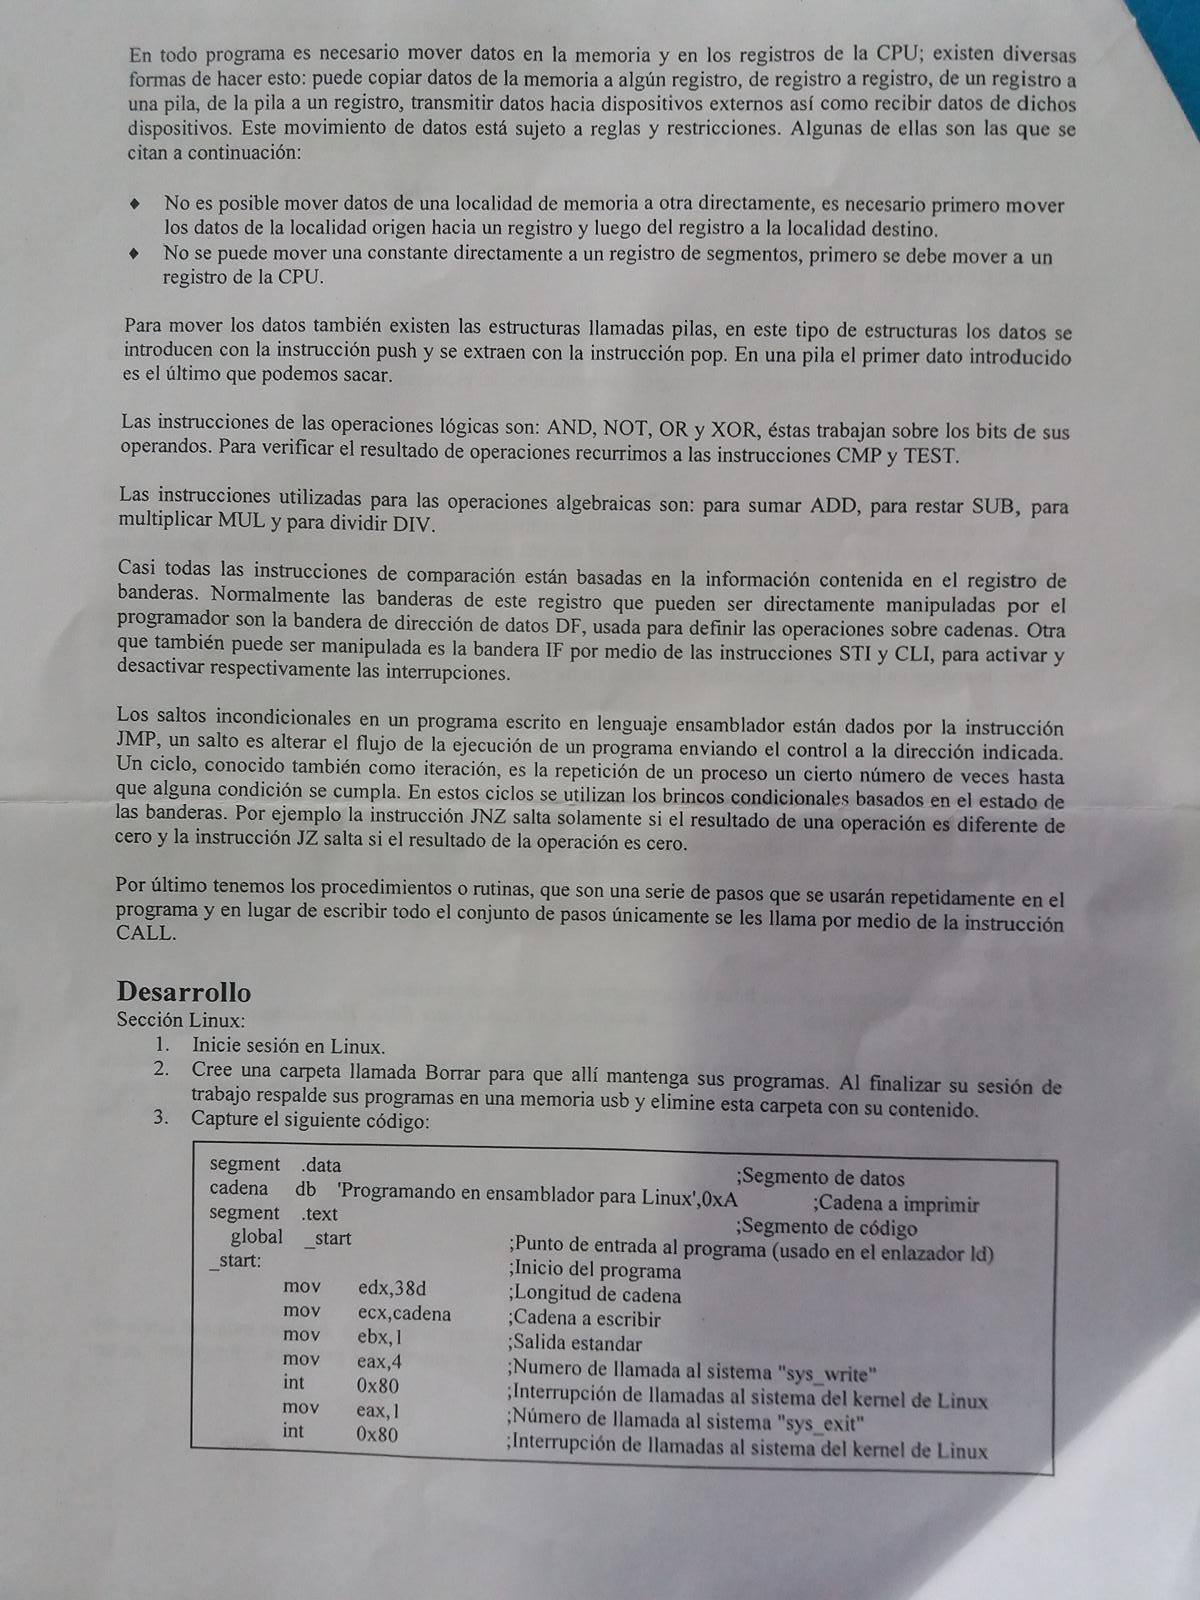 En todo programa es necesario mover datos en la memoria y en los registros de la CPU; existen diversas
formas de hacer esto: puede copiar datos de la memoria a algún registro, de registro a registro, de un registro a
una pila, de la pila a un registro, transmitir datos hacia dispositivos externos así como recibir datos de dichos
dispositivos. Este movimiento de datos está sujeto a reglas y restricciones. Algunas de ellas son las que se
citan a continuación:
♦ No es posible mover datos de una localidad de memoria a otra directamente, es necesario primero mover
los datos de la localidad origen hacia un registro y luego del registro a la localidad destino.
♦ No se puede mover una constante directamente a un registro de segmentos, primero se debe mover a un
registro de la CPU.
Para mover los datos también existen las estructuras llamadas pilas, en este tipo de estructuras los datos se
introducen con la instrucción push y se extraen con la instrucción pop. En una pila el primer dato introducido
es el último que podemos sacar.
Las instrucciones de las operaciones lógicas son: AND, NOT, OR y XOR, éstas trabajan sobre los bits de sus
operandos. Para verificar el resultado de operaciones recurrimos a las instrucciones CMP y TEST.
Las instrucciones utilizadas para las operaciones algebraicas son: para sumar ADD, para restar SUB, para
multiplicar MUL y para dividir DIV.
Casi todas las instrucciones de comparación están basadas en la información contenida en el registro de
banderas. Normalmente las banderas de este registro que pueden ser directamente manipuladas por el
programador son la bandera de dirección de datos DF, usada para definir las operaciones sobre cadenas. Otra
que también puede ser manipulada es la bandera IF por medio de las instrucciones STI y CLI, para activar y
desactivar respectivamente las interrupciones.
Los saltos incondicionales en un programa escrito en lenguaje ensamblador están dados por la instrucción
JMP, un salto es alterar el flujo de la ejecución de un programa enviando el control a la dirección indicada.
Un ciclo, conocido también como iteración, es la repetición de un proceso un cierto número de veces hasta
que alguna condición se cumpla. En estos ciclos se utilizan los brincos condicionales basados en el estado de
las banderas. Por ejemplo la instrucción JNZ salta solamente si el resultado de una operación es diferente de
cero y la instrucción JZ salta si el resultado de la operación es cero.
Por último tenemos los procedimientos o rutinas, que son una serie de pasos que se usarán repetidamente en el
programa y en lugar de escribir todo el conjunto de pasos únicamente se les llama por medio de la instrucción
CALL.
Desarrollo
Sección Linux:
1. Inicie sesión en Linux.
2. Cree una carpeta llamada Borrar para que allí mantenga sus programas. Al finalizar su sesión de
trabajo respalde sus programas en una memoria usb y elimine esta carpeta con su contenido.
3. Capture el siguiente código:
segment .data ;Segmento de datos
cadena db 'Programando en ensamblador para Linux',0xA ;Cadena a imprimir
segment .text ;Segmento de código
global _start ;Punto de entrada al programa (usado en el enlazador ld)
_start: ;Inicio del programa
mov edx,38d ;Longitud de cadena
mov ecx,cadena ;Cadena a escribir
mov ebx,1 ;Salida estandar
mov eax,4 ;Numero de llamada al sistema "sys_write"
int 0x80 ;Interrupción de llamadas al sistema del kernel de Linux
mov eax,1 ;Número de llamada al sistema "sys_exit"
int 0x80 ;Interrupción de llamadas al sistema del kernel de Linux